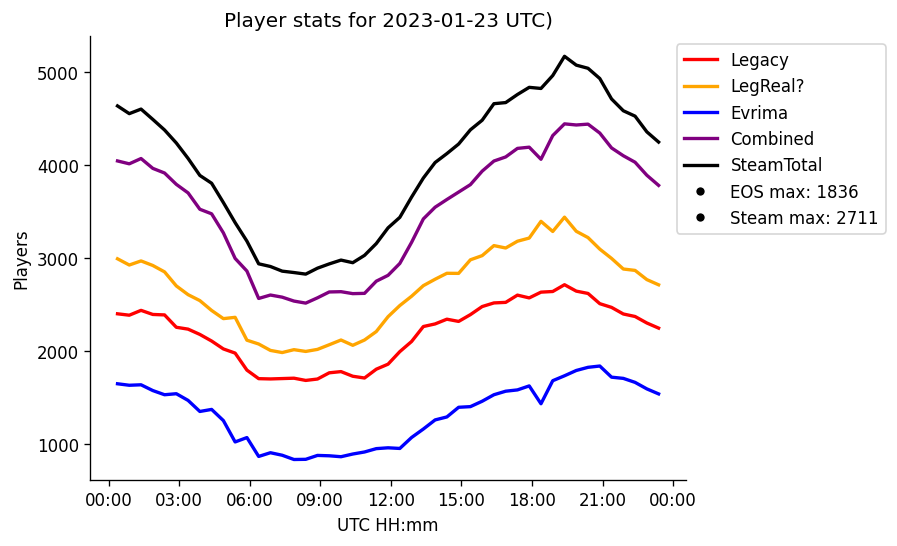 Player stats for 2023-01-23 UTC)
Legacy
LegReal?
Evrima
Combined
SteamTotal
EOS max: 1836
Steam max: 2711
Players
5000
4000
3000
2000
1000
00:00 03:00 06:00 09:00 12:00 15:00 18:00 21:00 00:00
UTC HH:mm